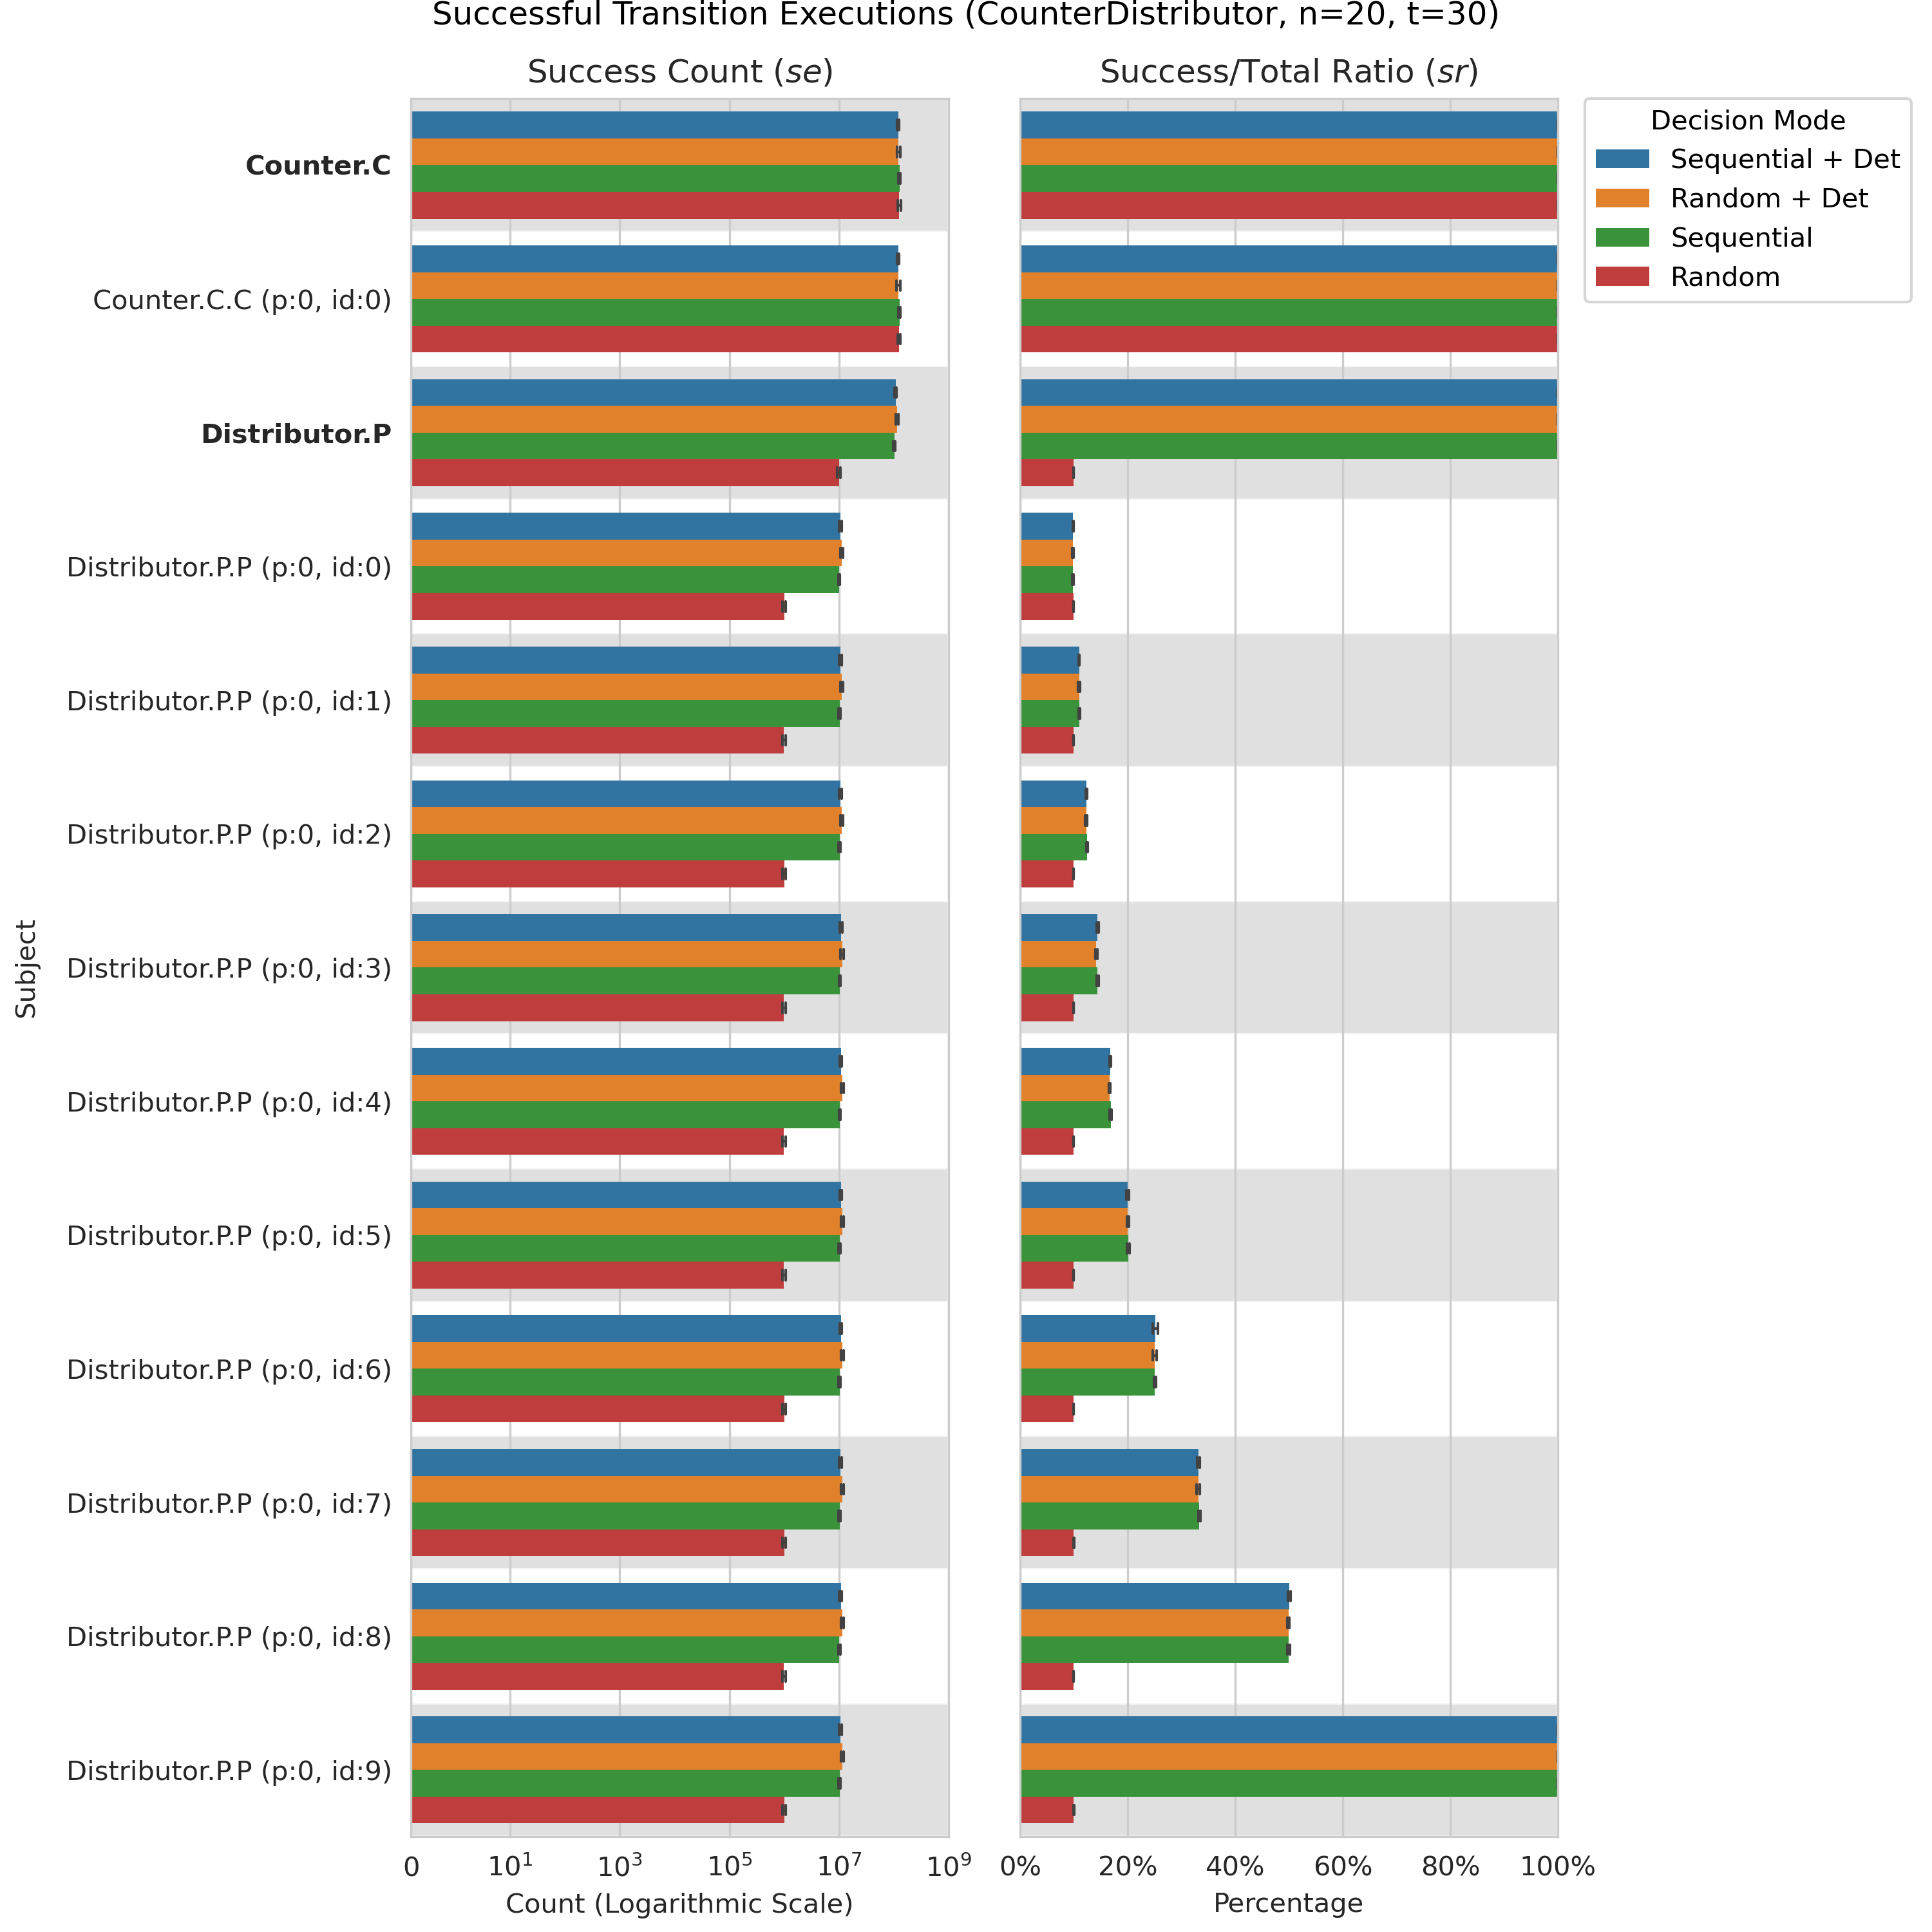 Successful Transition Executions (CounterDistributor, n=20, t=30)
Success Count (se)
Success/Total Ratio (sr)
Decision Mode
Sequential + Det
Random + Det
Sequential
Random
Subject
Counter.C
Counter.C.C (p:0, id:0)
Distributor.P
Distributor.P.P (p:0, id:0)
Distributor.P.P (p:0, id:1)
Distributor.P.P (p:0, id:2)
Distributor.P.P (p:0, id:3)
Distributor.P.P (p:0, id:4)
Distributor.P.P (p:0, id:5)
Distributor.P.P (p:0, id:6)
Distributor.P.P (p:0, id:7)
Distributor.P.P (p:0, id:8)
Distributor.P.P (p:0, id:9)
0 10¹ 10³ 10⁵ 10⁷ 10⁹
Count (Logarithmic Scale)
0% 20% 40% 60% 80% 100%
Percentage